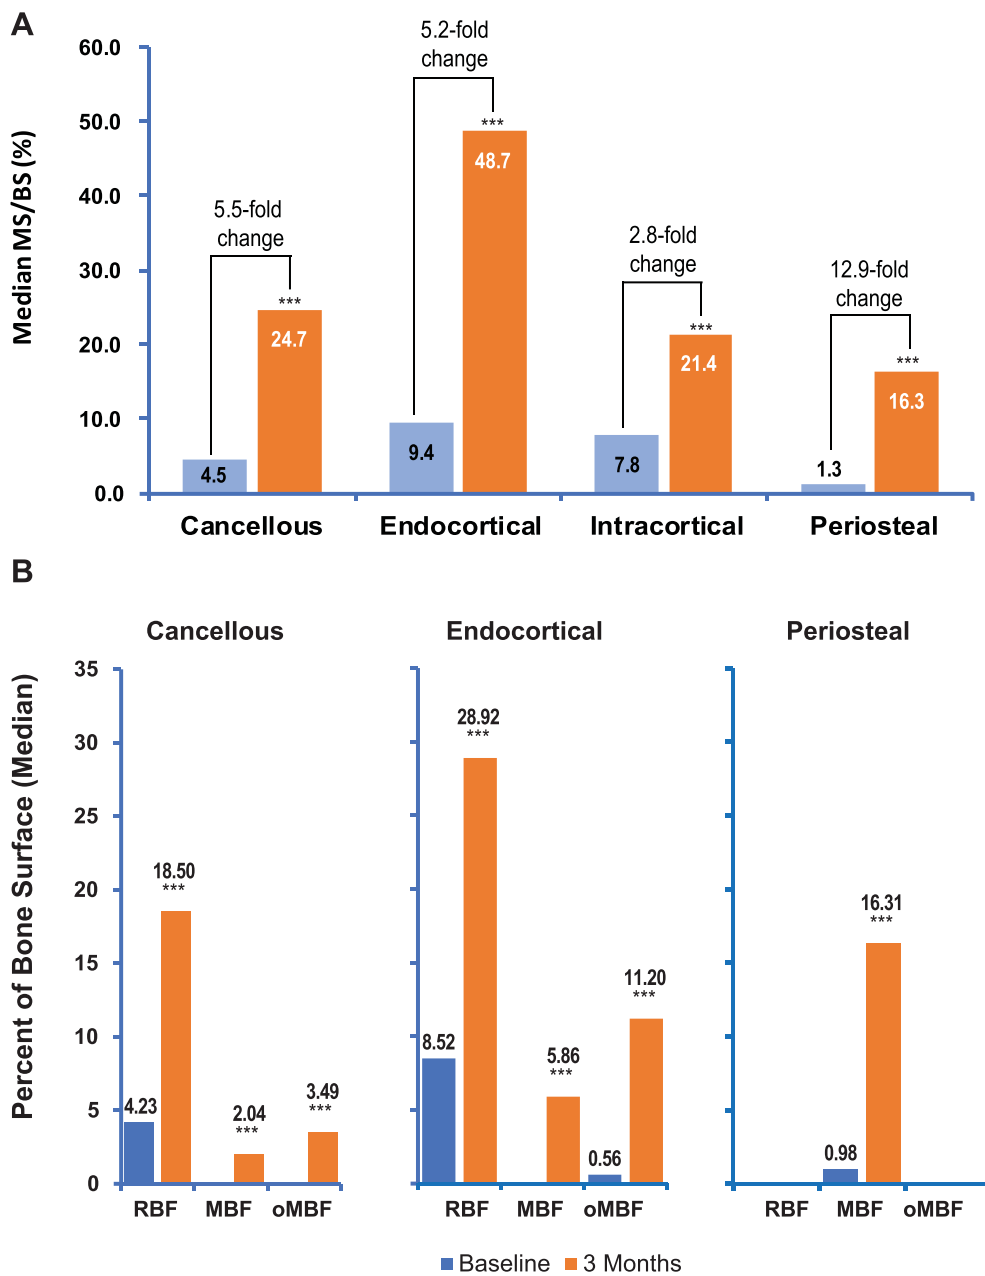 A
Median MS/BS (%)
60.0
50.0
40.0
30.0
20.0
10.0
0.0
5.5-fold
change
***
24.7
4.5
5.2-fold
change
***
48.7
9.4
2.8-fold
change
***
21.4
7.8
12.9-fold
change
***
16.3
1.3
Cancellous Endocortical Intracortical Periosteal
B
Percent of Bone Surface (Median)
Cancellous Endocortical Periosteal
35
30
25
20
15
10
5
0
4.23
18.50
***
2.04
***
3.49
***
RBF MBF oMBF
8.52
28.92
***
5.86
***
0.56
11.20
***
RBF MBF oMBF
0.98
16.31
***
RBF MBF oMBF
Baseline 3 Months